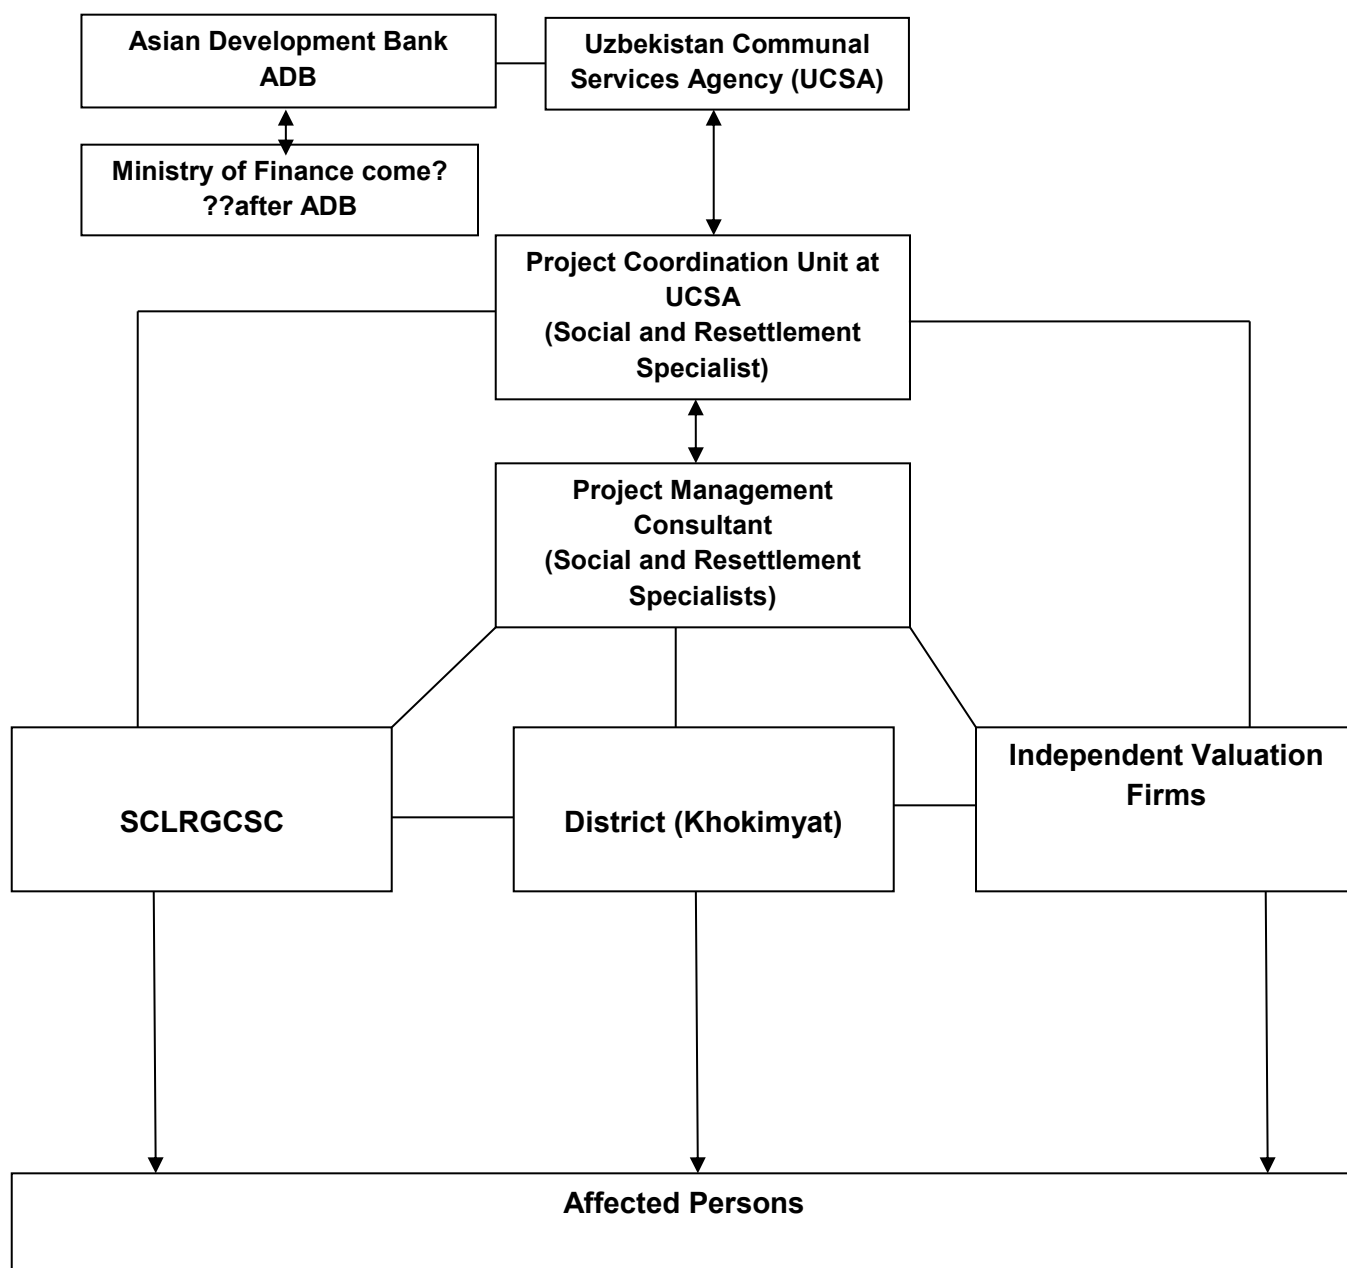 Asian Development Bank
ADB
Uzbekistan Communal
Services Agency (UCSA)
Ministry of Finance come?
??after ADB
Project Coordination Unit at
UCSA
(Social and Resettlement
Specialist)
Project Management
Consultant
(Social and Resettlement
Specialists)
SCLRGCSC
District (Khokimyat)
Independent Valuation
Firms
Affected Persons